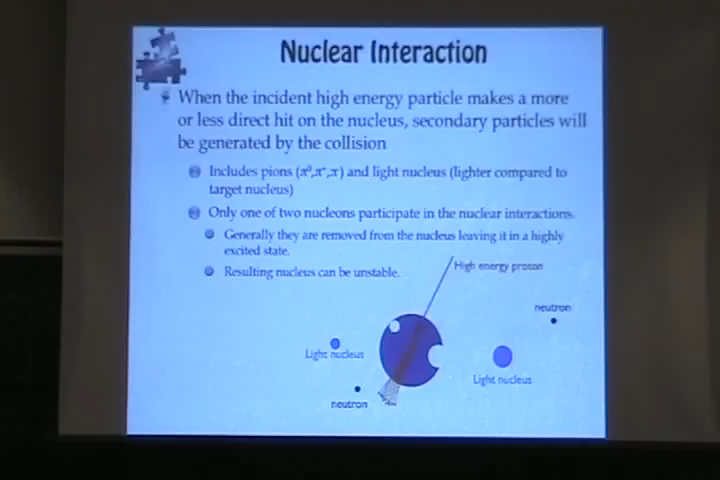 Nuclear Interaction
When the incident high energy particle makes a more
or less direct hit on the nucleus, secondary particles will
be generated by the collision
Includes pions (π⁰,π⁺,π⁻) and light nucleus (lighter compared to
target nucleus)
Only one of two nucleons participate in the nuclear interactions.
Generally they are removed from the nucleus leaving it in a highly
excited state.
Resulting nucleus can be unstable.
High energy proton
neutron
Light nucleus
Light nucleus
neutron